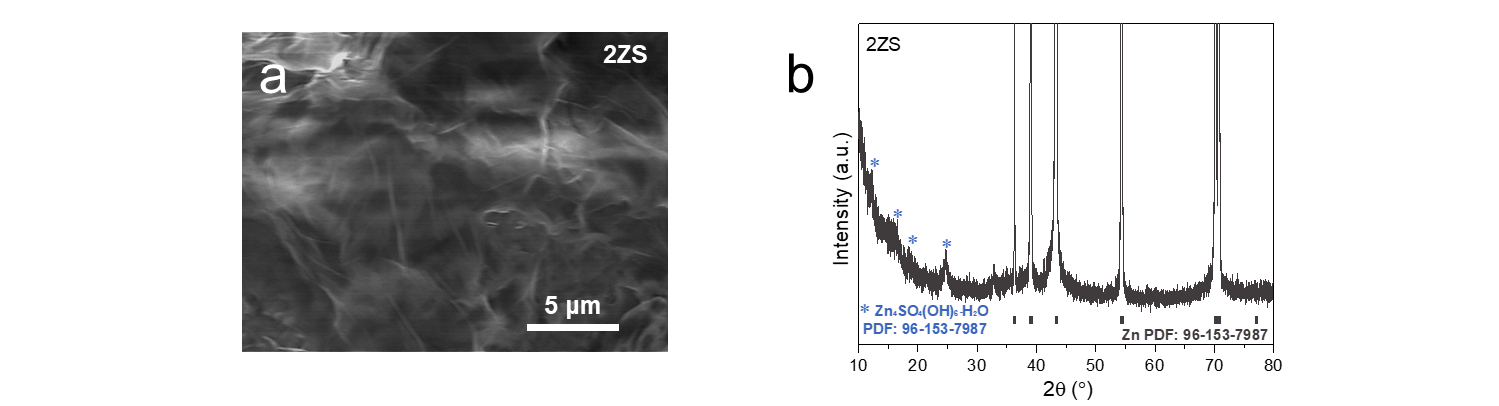 a
2ZS
5 µm
b
2ZS
Intensity (a.u.)
* Zn₄SO₄(OH)₆·H₂O
PDF: 96-153-7987
Zn PDF: 96-153-7987
10 20 30 40 50 60 70 80
2θ (°)